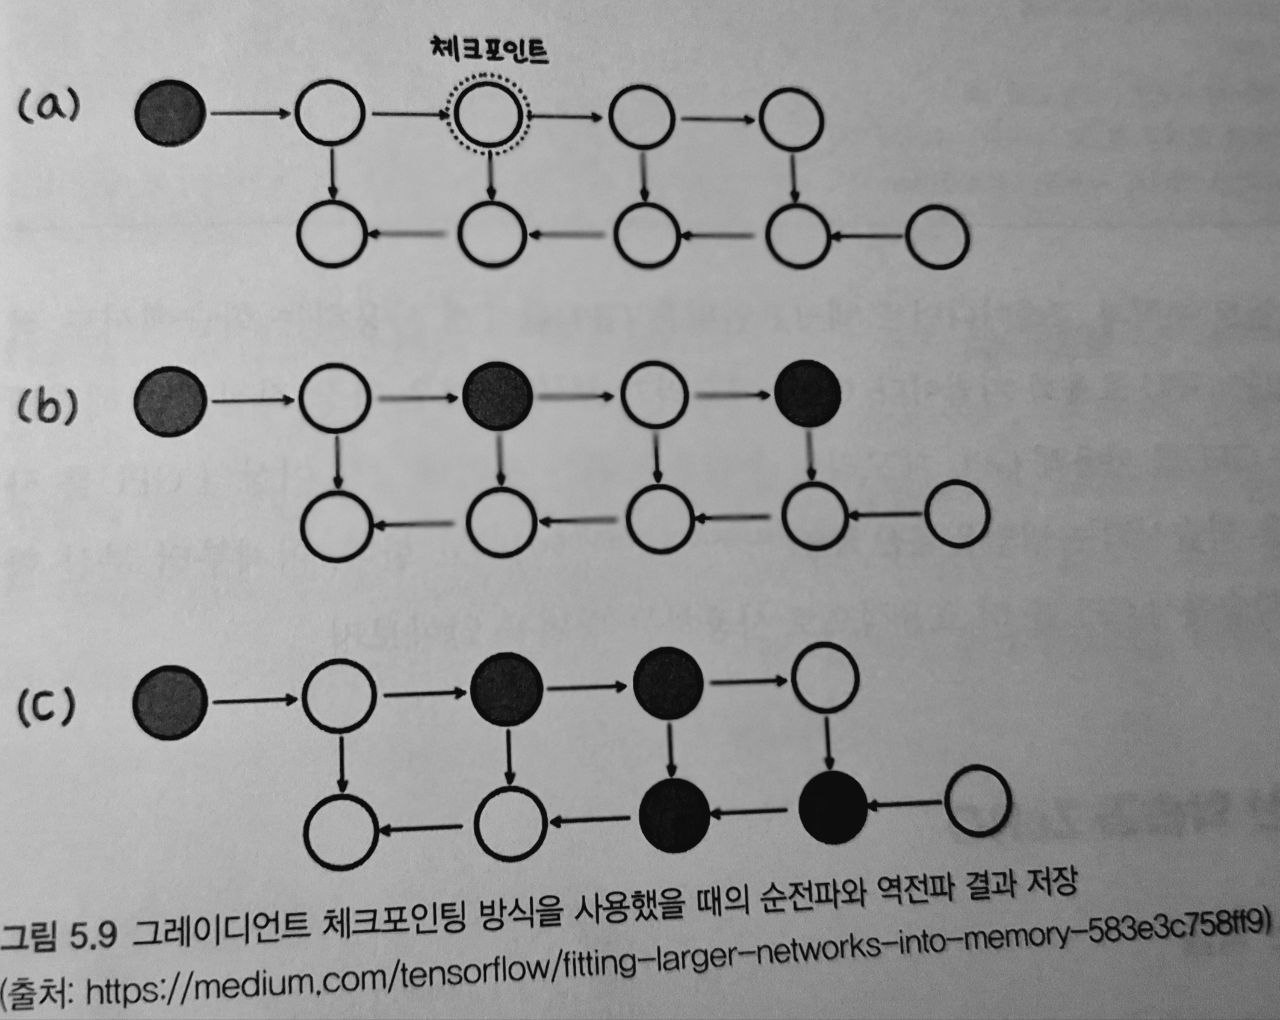 체크포인트
(a)
(b)
(c)
그림 5.9 그레이디언트 체크포인팅 방식을 사용했을 때의 순전파와 역전파 결과 저장
(출처: https://medium.com/tensorflow/fitting-larger-networks-into-memory-583e3c758ff9)